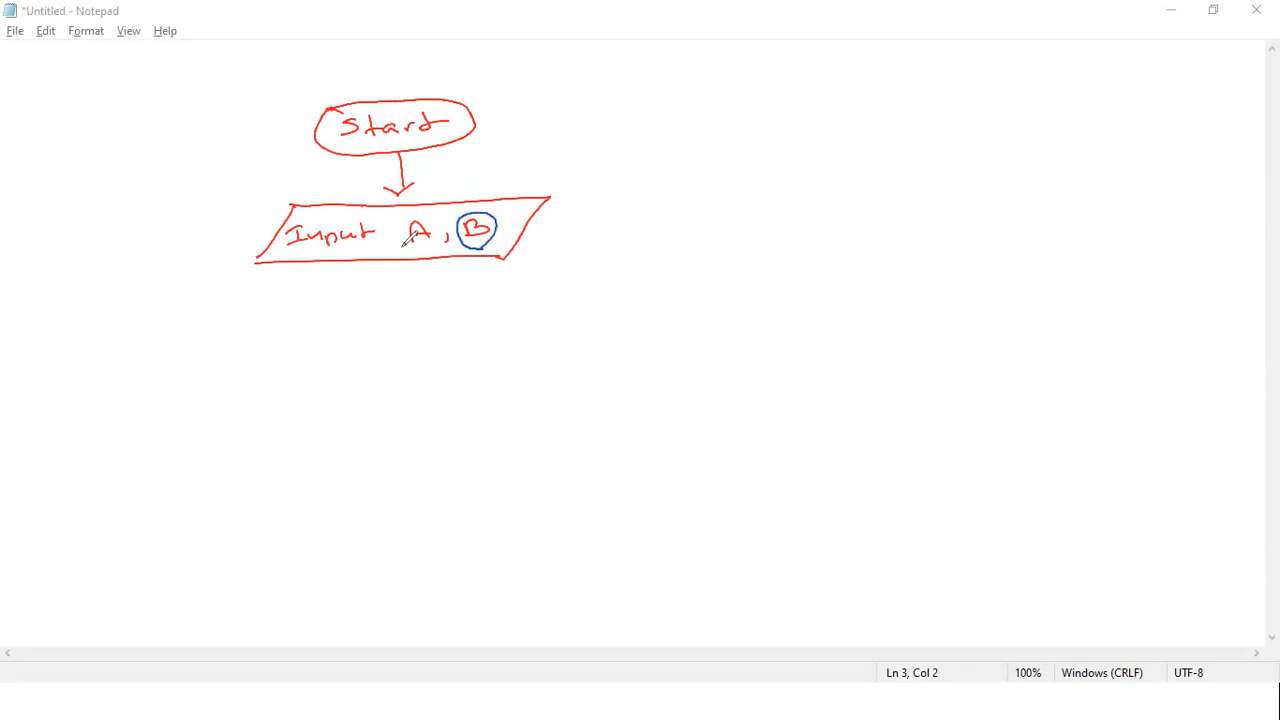 *Untitled - Notepad
File Edit Format View Help
Start
Input A, B
Ln 3, Col 2 100% Windows (CRLF) UTF-8